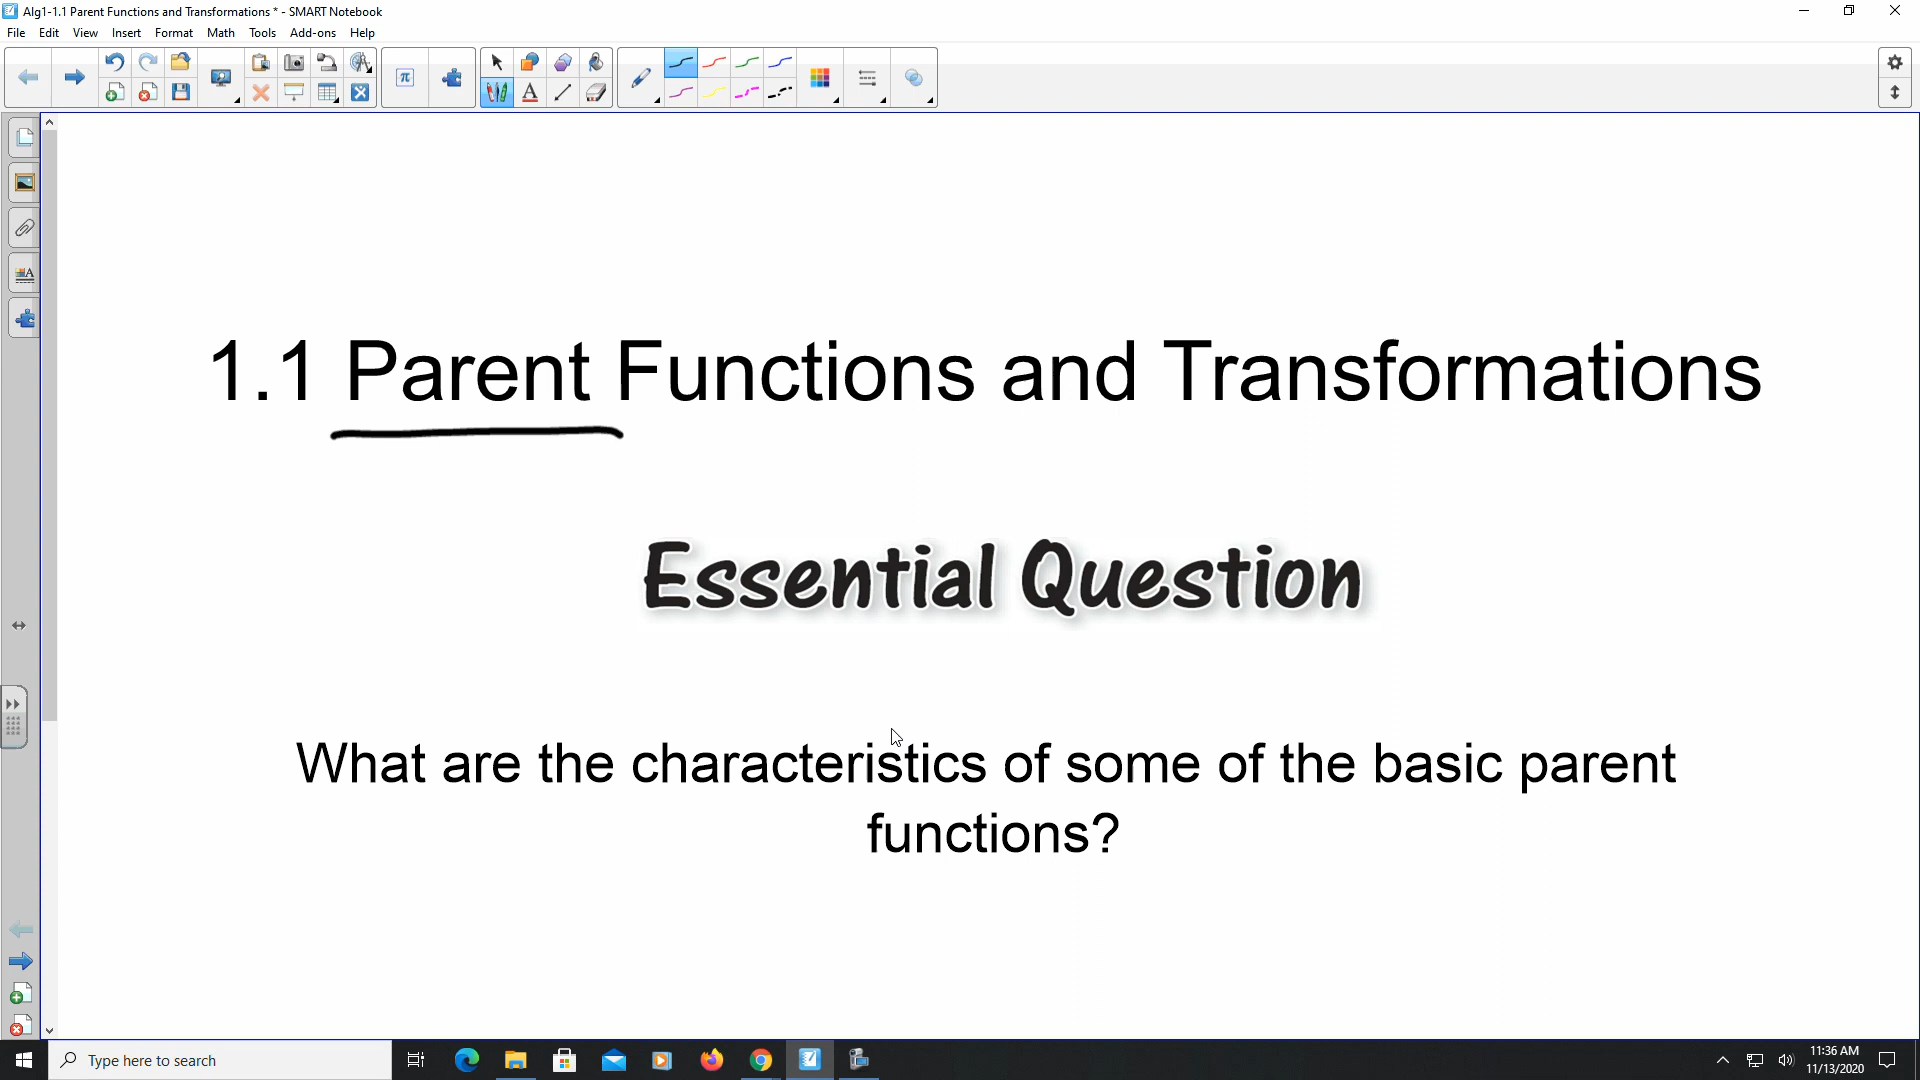 Alg1-1.1 Parent Functions and Transformations * - SMART Notebook
File Edit View Insert Format Math Tools Add-ons Help
1.1 Parent Functions and Transformations
Essential Question
What are the characteristics of some of the basic parent
functions?
Type here to search
11:36 AM
11/13/2020